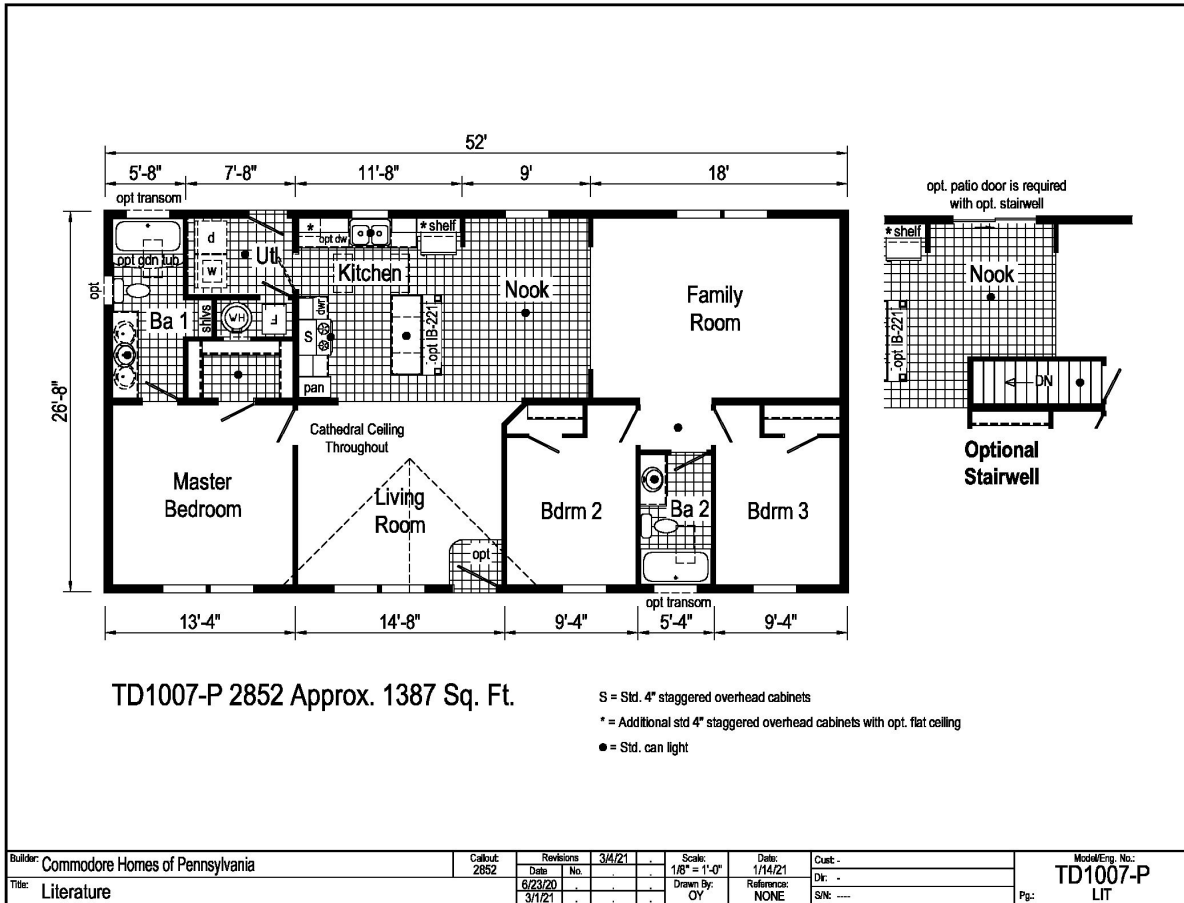 52'
5'-8" 7'-8" 11'-8" 9' 18'
opt transom
opt. patio door is required
with opt. stairwell
d
opt gdn tub
w
Utl
* opt dw * shelf
Kitchen
Nook
Family
Room
* shelf
Nook
opt
Ba 1
shlvs
WH
F
dwr
S
pan
opt IB-221
opt IB-221
DN
26'-8"
Optional
Stairwell
Cathedral Ceiling
Throughout
Master
Bedroom
Living
Room
opt
Bdrm 2
Ba 2
Bdrm 3
opt transom
13'-4" 14'-8" 9'-4" 5'-4" 9'-4"
TD1007-P 2852 Approx. 1387 Sq. Ft.
S = Std. 4" staggered overhead cabinets
* = Additional std 4" staggered overhead cabinets with opt. flat ceiling
● = Std. can light
Builder: Commodore Homes of Pennsylvania
Title: Literature
Callout:
2852
Revisions 3/4/21 .
Date No. . .
6/23/20 . . .
3/1/21 . . .
Scale:
1/8" = 1'-0"
Drawn By:
OY
Date:
1/14/21
Reference:
NONE
Cust: -
Dlr: -
S/N: ----
Model/Eng. No.:
TD1007-P
Pg.: LIT